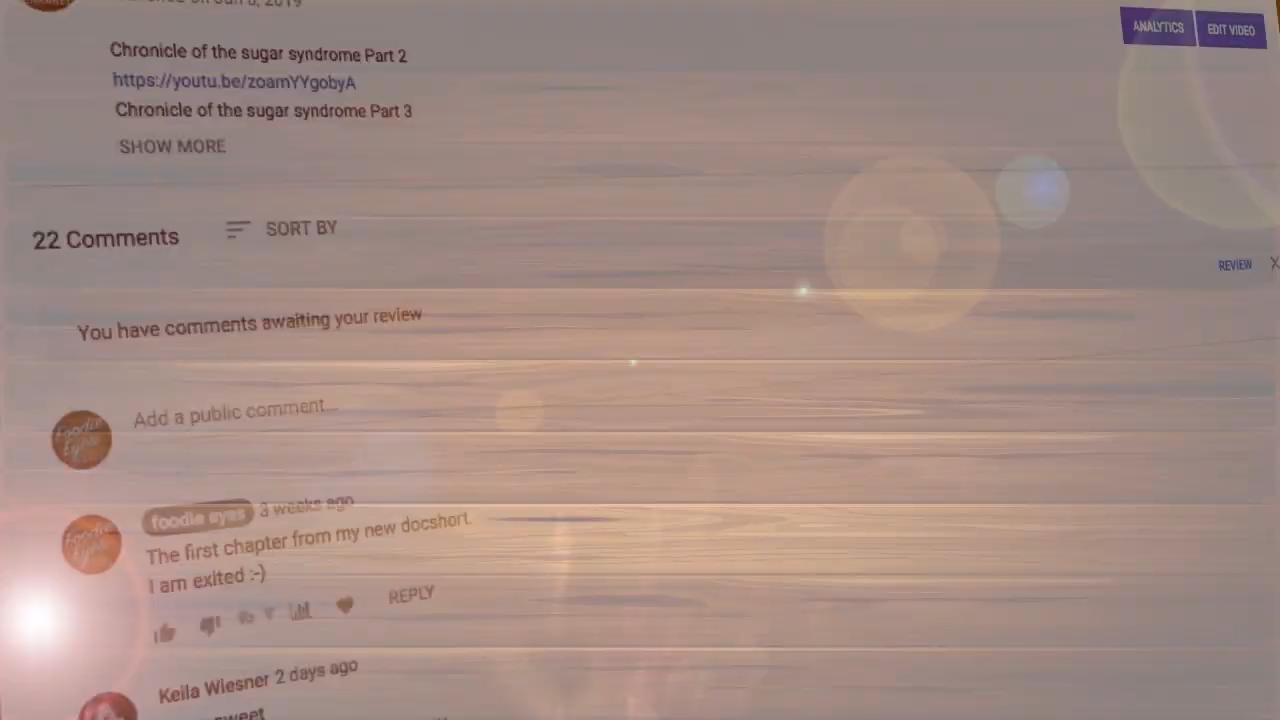 ANALYTICS
EDIT VIDEO
Chronicle of the sugar syndrome Part 2
https://youtu.be/zoamYYgobyA
Chronicle of the sugar syndrome Part 3
SHOW MORE
22 Comments
SORT BY
REVIEW X
You have comments awaiting your review
Add a public comment...
foodie eyes 3 weeks ago
The first chapter from my new docshort.
I am exited :-)
REPLY
Keila Wiesner 2 days ago
sweet